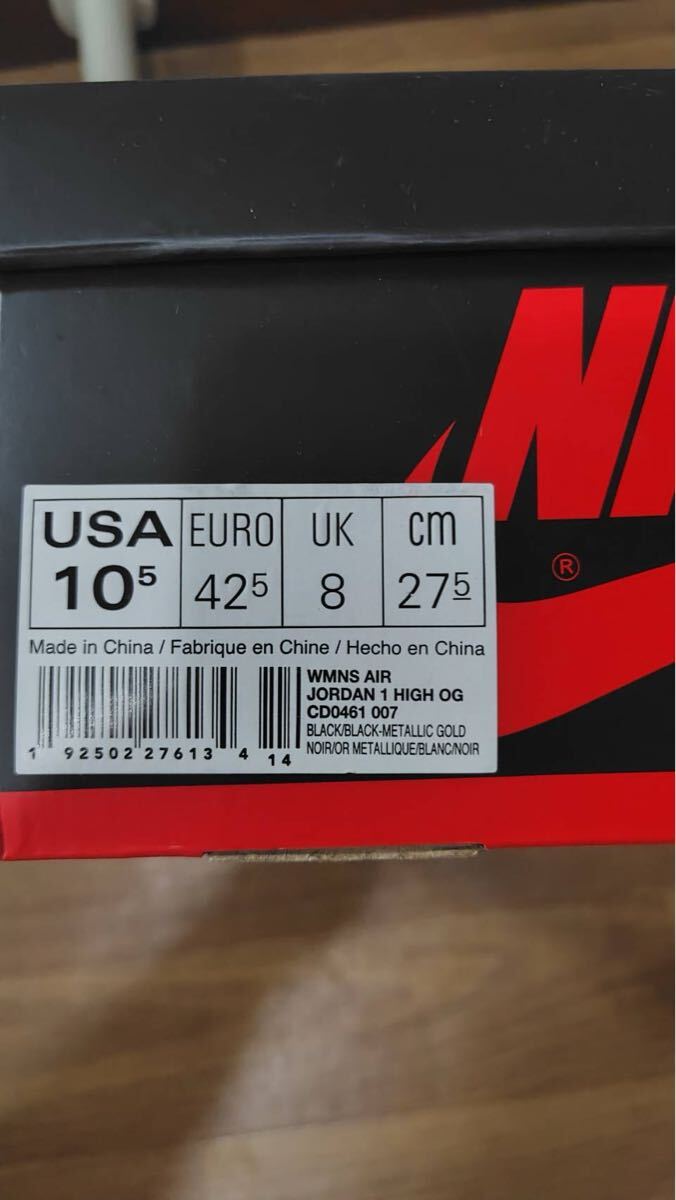 NI
®
USA EURO UK cm
10⁵ 42⁵ 8 27⁵
Made in China / Fabrique en Chine / Hecho en China
WMNS AIR
JORDAN 1 HIGH OG
CD0461 007
BLACK/BLACK-METALLIC GOLD
NOIR/OR METALLIQUE/BLANC/NOIR
1 92502 27613 4 14